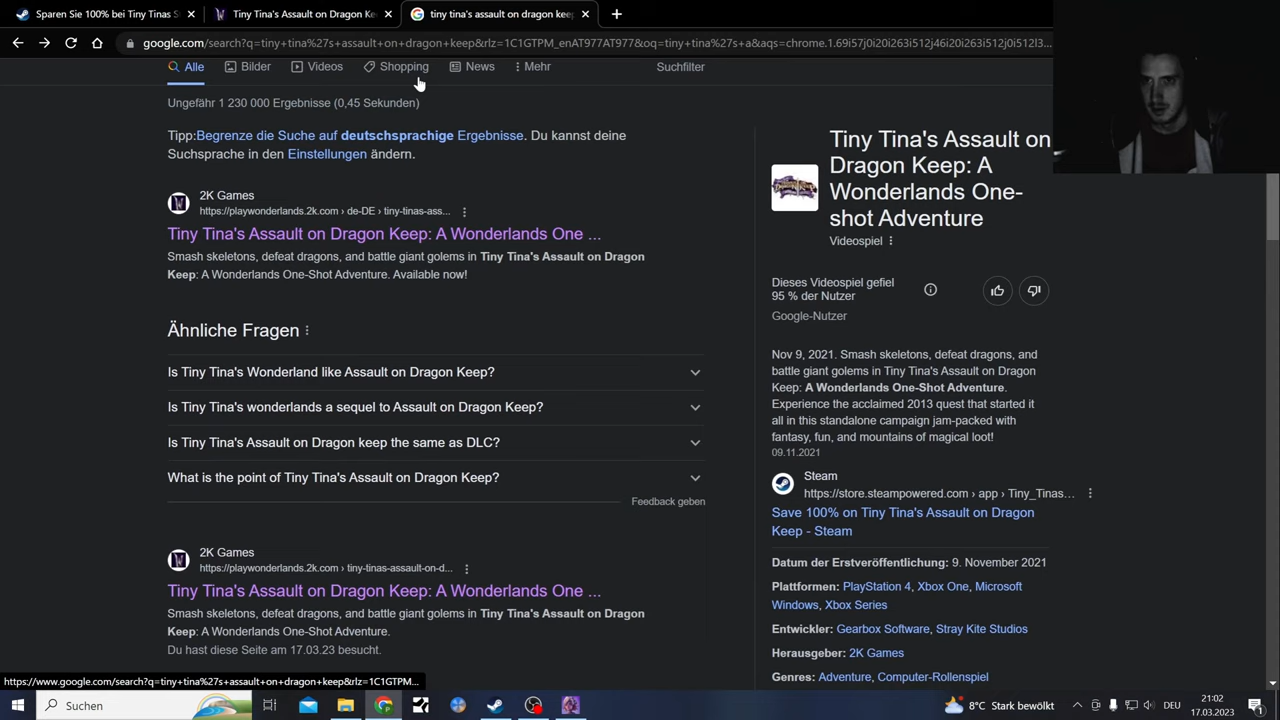 Sparen Sie 100% bei Tiny Tinas S
Tiny Tina's Assault on Dragon Ke
tiny tina's assault on dragon keep
google.com/search?q=tiny+tina%27s+assault+on+dragon+keep&rlz=1C1GTPM_enAT977AT977&oq=tiny+tina%27s+a&aqs=chrome.1.69i57j0i20i263i512j46i20i263i512j0i512l3...
Alle
Bilder
Videos
Shopping
News
Mehr
Suchfilter
Ungefähr 1 230 000 Ergebnisse (0,45 Sekunden)
Tipp:Begrenze die Suche auf deutschsprachige Ergebnisse. Du kannst deine
Suchsprache in den Einstellungen ändern.
2K Games
https://playwonderlands.2k.com › de-DE › tiny-tinas-ass...
Tiny Tina's Assault on Dragon Keep: A Wonderlands One ...
Smash skeletons, defeat dragons, and battle giant golems in Tiny Tina's Assault on Dragon
Keep: A Wonderlands One-Shot Adventure. Available now!
Ähnliche Fragen
Is Tiny Tina's Wonderland like Assault on Dragon Keep?
Is Tiny Tina's wonderlands a sequel to Assault on Dragon Keep?
Is Tiny Tina's Assault on Dragon keep the same as DLC?
What is the point of Tiny Tina's Assault on Dragon Keep?
Feedback geben
2K Games
https://playwonderlands.2k.com › tiny-tinas-assault-on-d...
Tiny Tina's Assault on Dragon Keep: A Wonderlands One ...
Smash skeletons, defeat dragons, and battle giant golems in Tiny Tina's Assault on Dragon
Keep: A Wonderlands One-Shot Adventure.
Du hast diese Seite am 17.03.23 besucht.
Tiny Tina's Assault on
Dragon Keep: A
Wonderlands One-
shot Adventure
Videospiel
Dieses Videospiel gefiel
95 % der Nutzer
Google-Nutzer
Nov 9, 2021. Smash skeletons, defeat dragons, and
battle giant golems in Tiny Tina's Assault on Dragon
Keep: A Wonderlands One-Shot Adventure.
Experience the acclaimed 2013 quest that started it
all in this standalone campaign jam-packed with
fantasy, fun, and mountains of magical loot!
09.11.2021
Steam
https://store.steampowered.com › app › Tiny_Tinas...
Save 100% on Tiny Tina's Assault on Dragon
Keep - Steam
Datum der Erstveröffentlichung: 9. November 2021
Plattformen: PlayStation 4, Xbox One, Microsoft
Windows, Xbox Series
Entwickler: Gearbox Software, Stray Kite Studios
Herausgeber: 2K Games
Genres: Adventure, Computer-Rollenspiel
https://www.google.com/search?q=tiny+tina%27s+assault+on+dragon+keep&rlz=1C1GTPM...
Suchen
8°C Stark bewölkt
DEU
21:02
17.03.2023